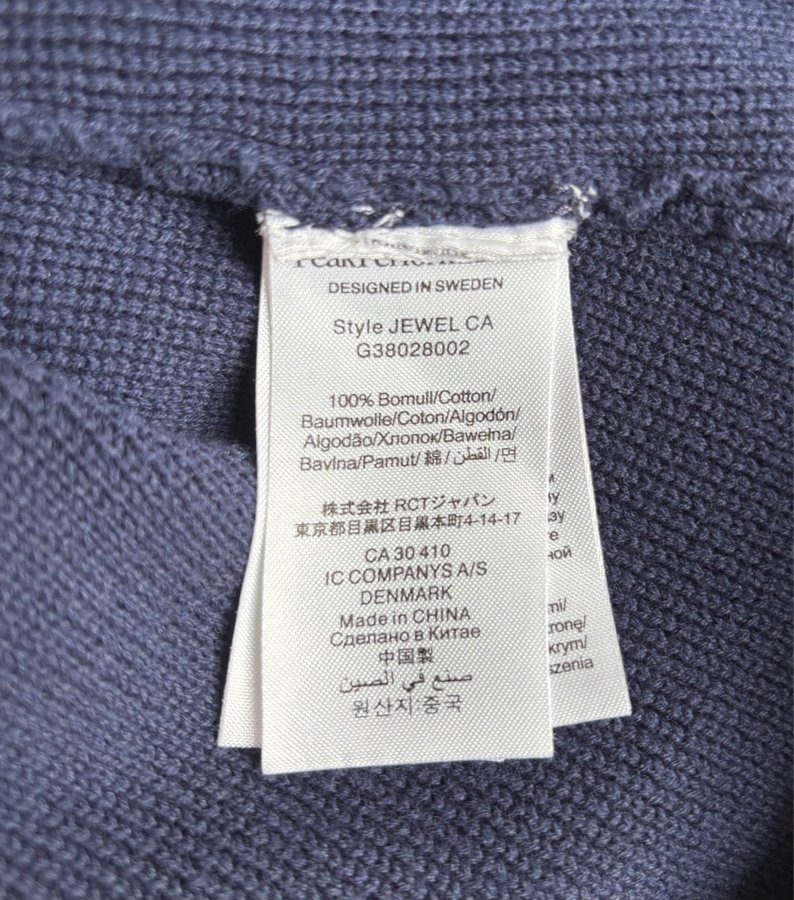 DESIGNED IN SWEDEN
Style JEWEL CA
G38028002
100% Bomull/Cotton/
Baumwolle/Coton/Algodón/
Algodão/Хлопок/Bawełna/
Bavlna/Pamut/ 綿/القطن/면
株式会社 RCTジャパン
東京都目黒区目黒本町4-14-17
CA 30 410
IC COMPANYS A/S
DENMARK
Made in CHINA
Сделано в Китае
中国製
صنع في الصين
원산지:중국